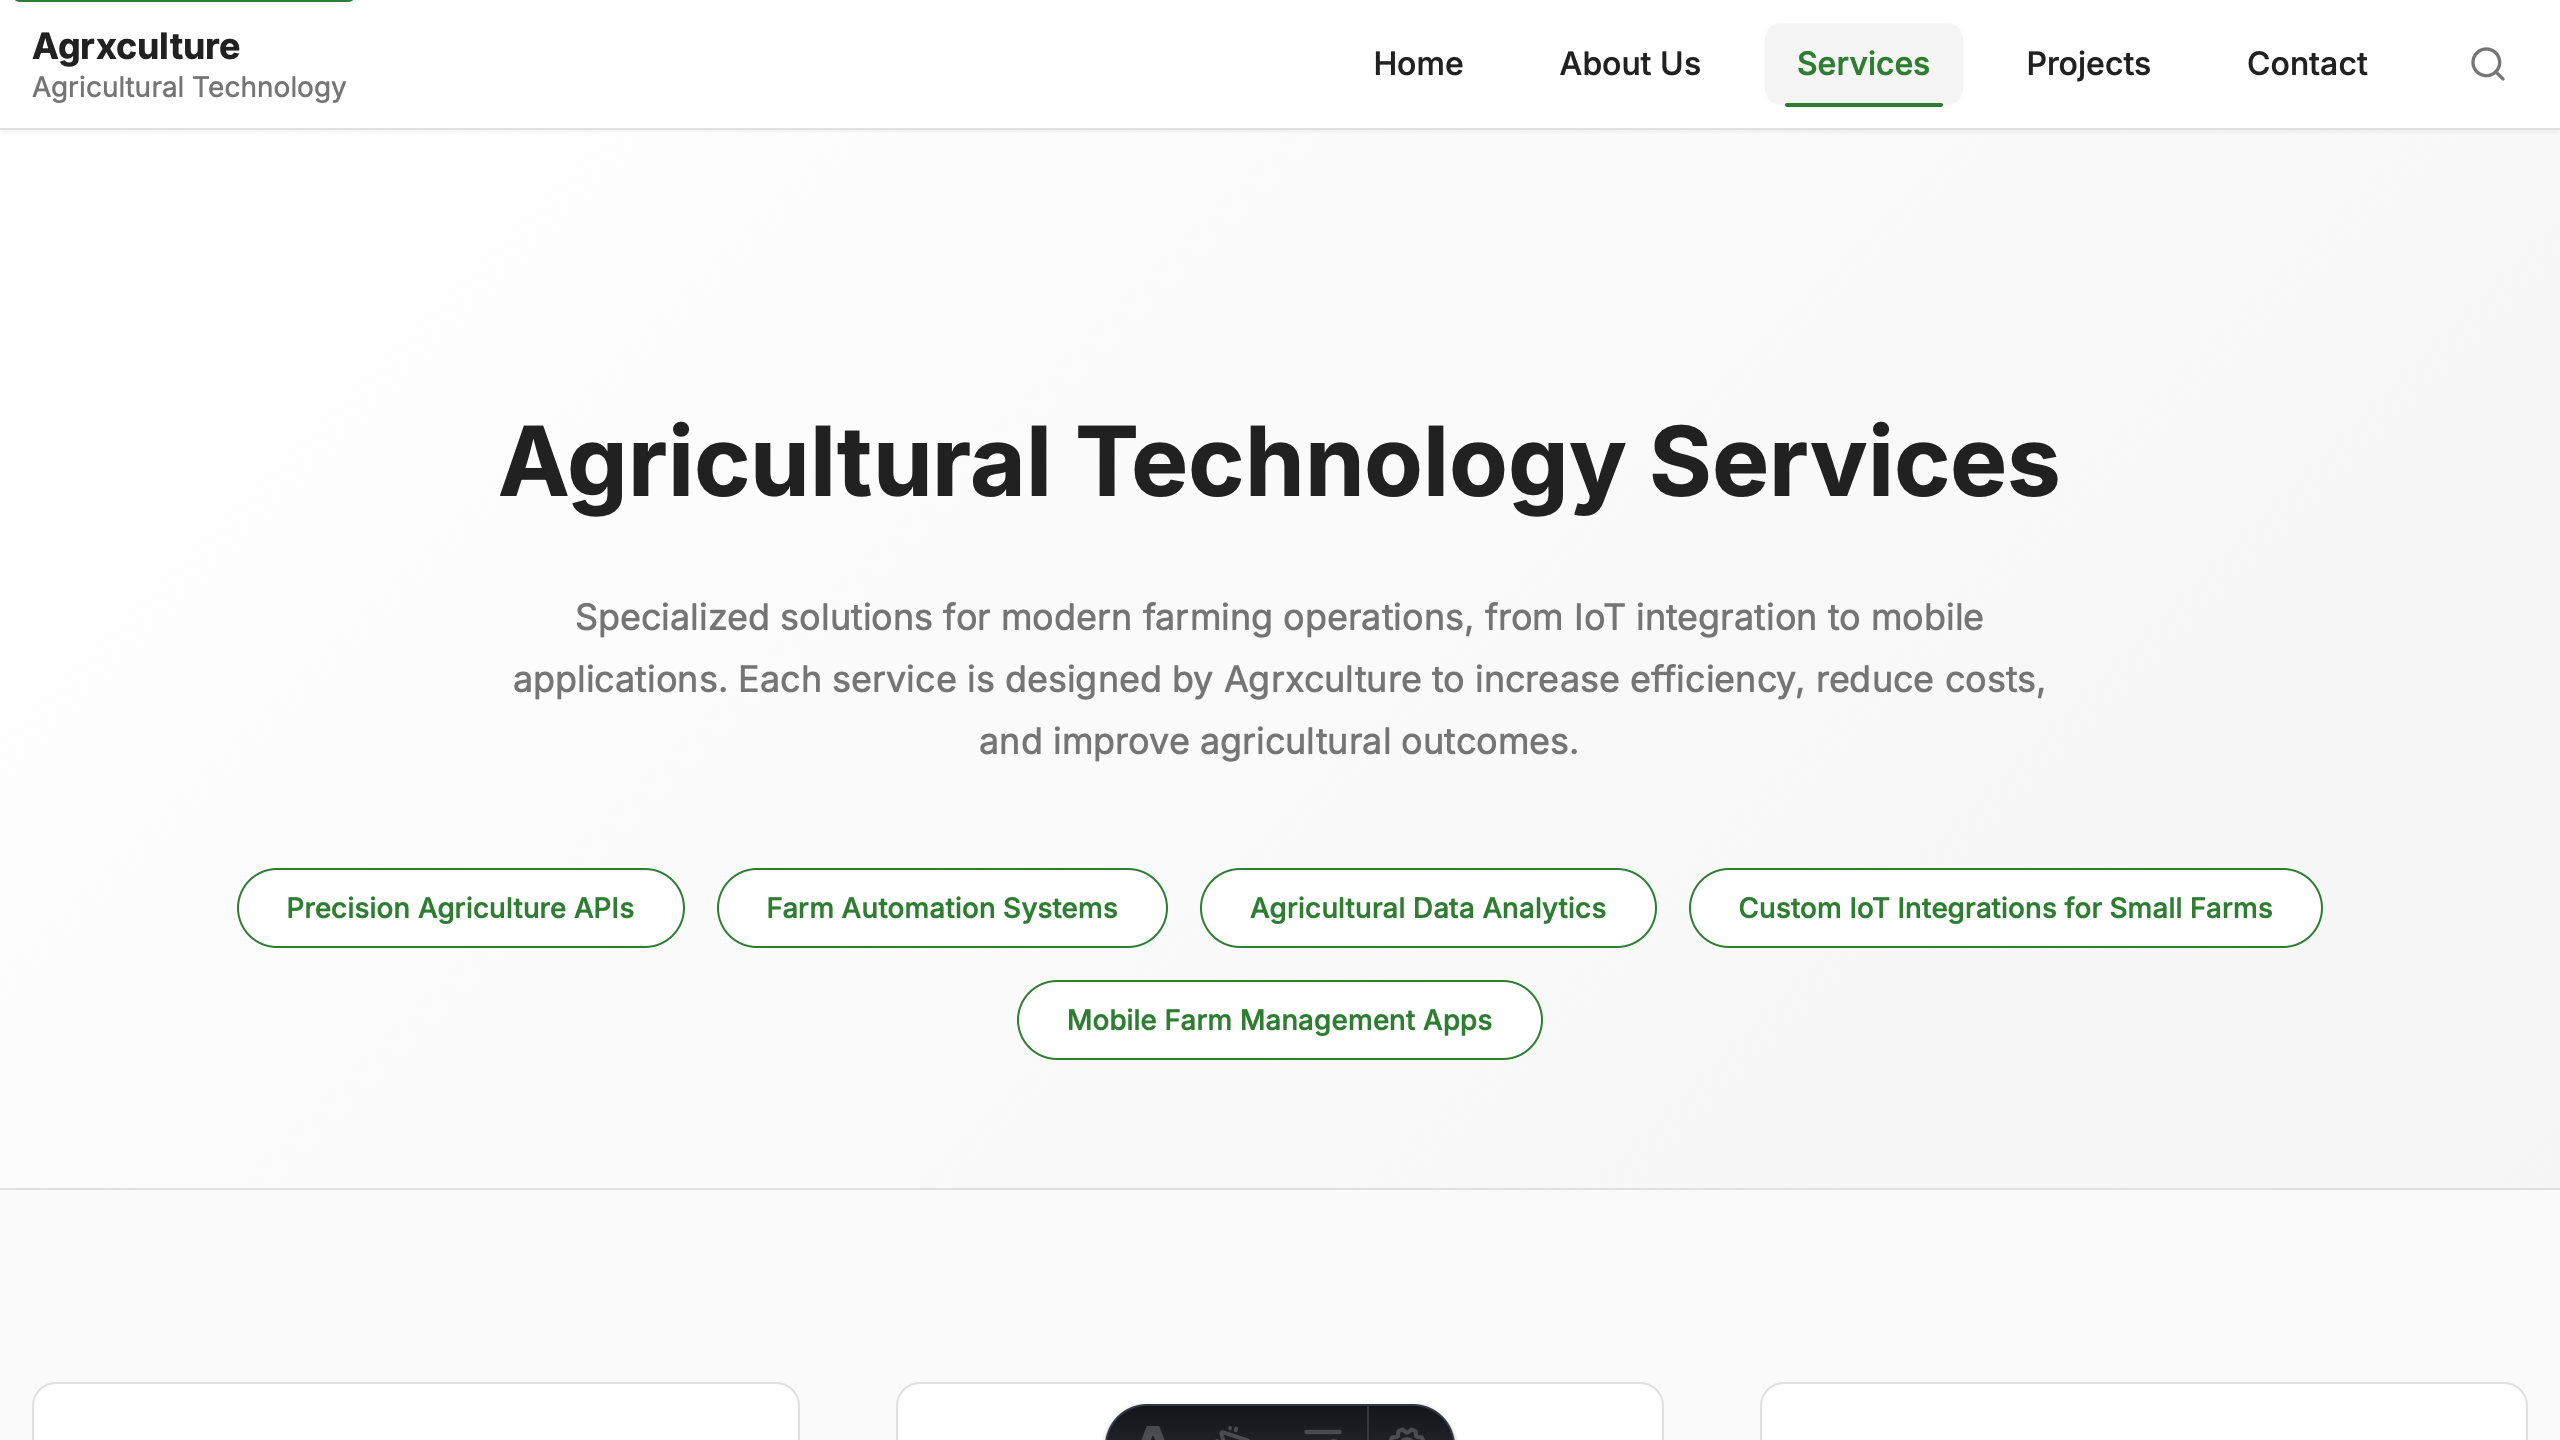 Agrxculture
Agricultural Technology
Home
About Us
Services
Projects
Contact
Agricultural Technology Services
Specialized solutions for modern farming operations, from IoT integration to mobile
applications. Each service is designed by Agrxculture to increase efficiency, reduce costs,
and improve agricultural outcomes.
Precision Agriculture APIs
Farm Automation Systems
Agricultural Data Analytics
Custom IoT Integrations for Small Farms
Mobile Farm Management Apps